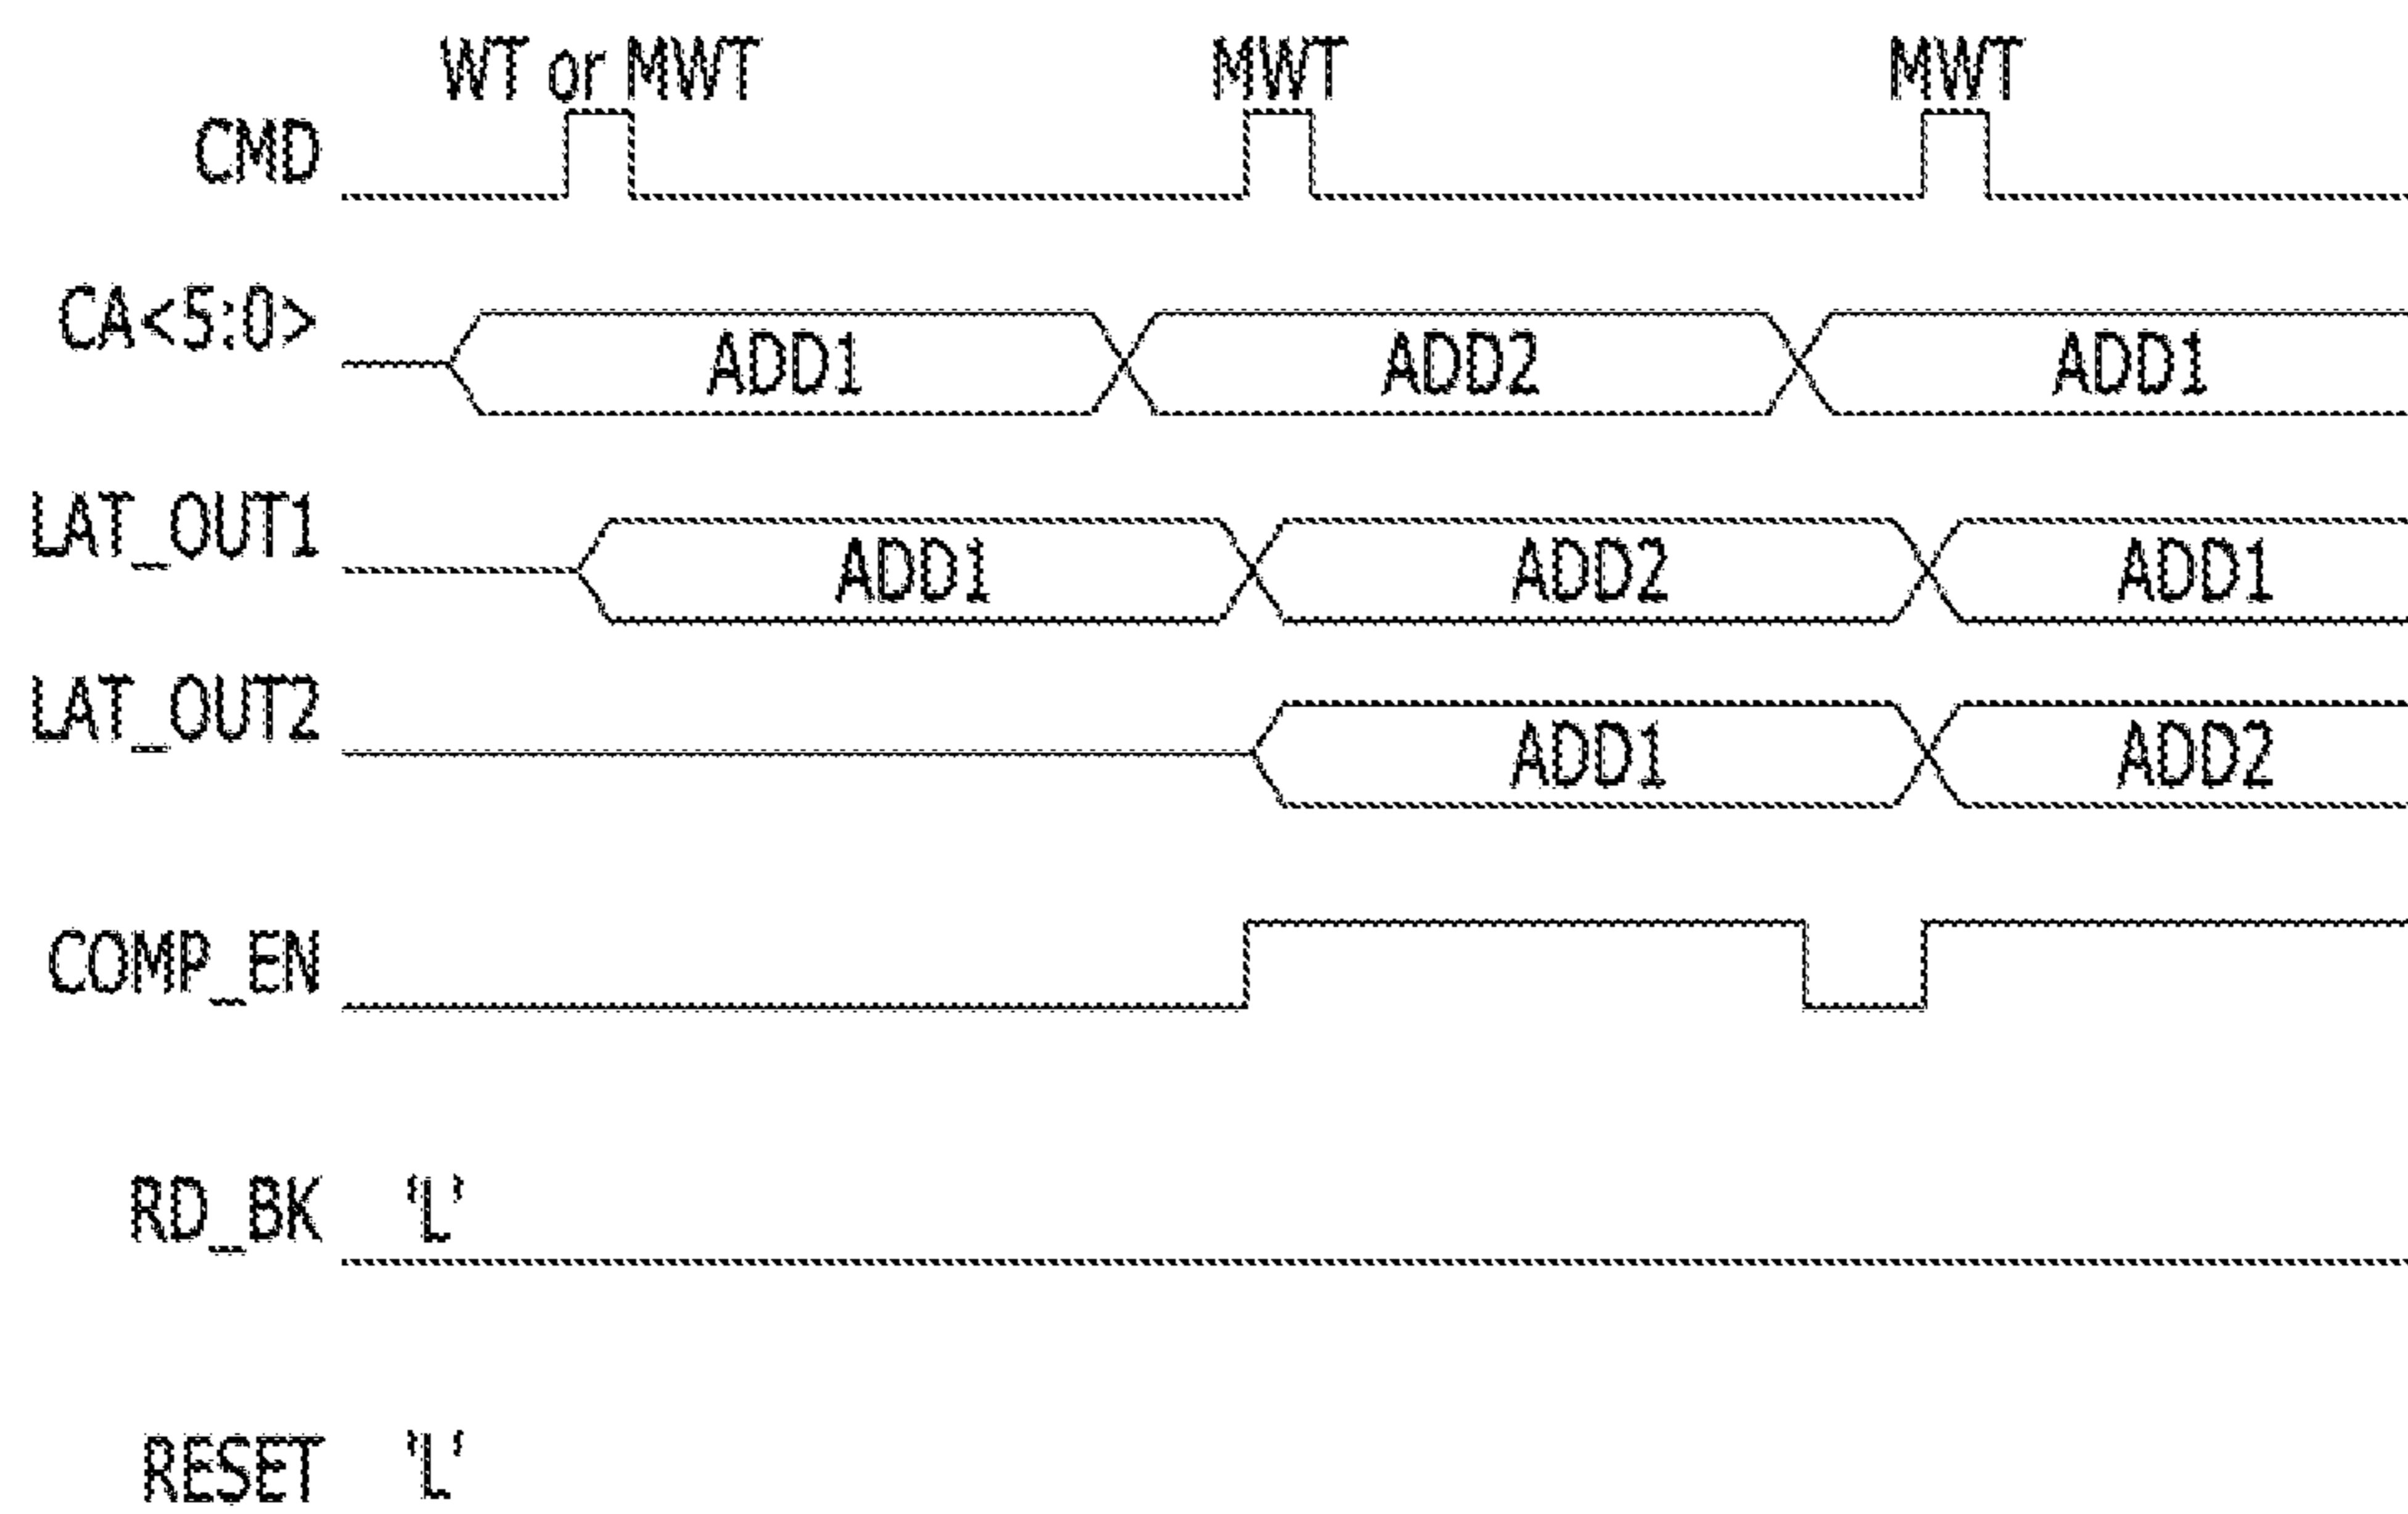 WT or MWT MWT MWT
CMD
CA<5:0> ADD1 ADD2 ADD1
LAT_OUT1 ADD1 ADD2 ADD1
LAT_OUT2 ADD1 ADD2
COMP_EN
RD_BK 'L'
RESET 'L'